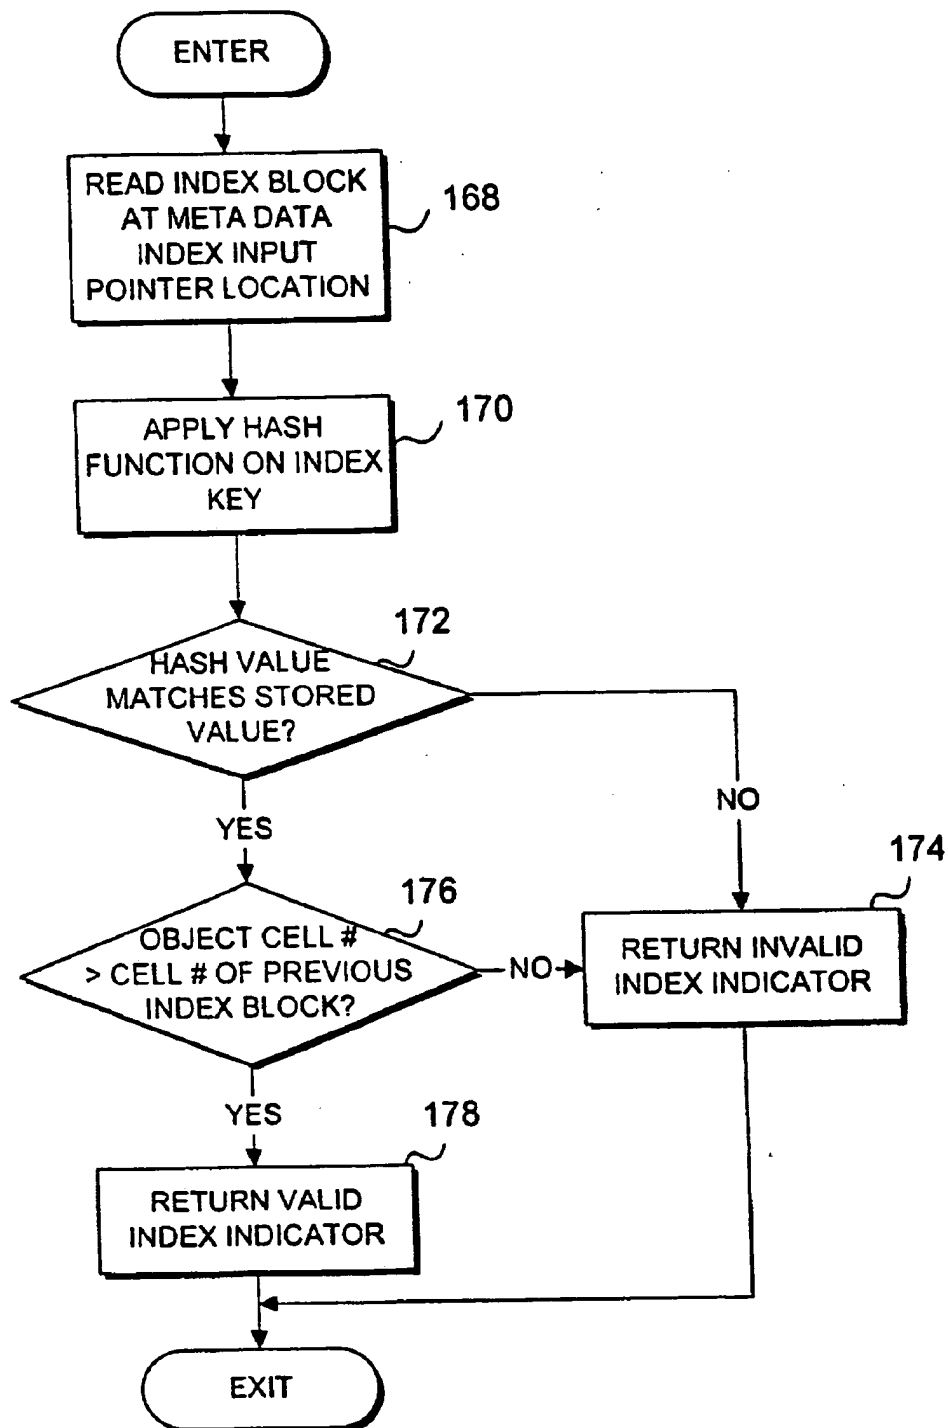 ENTER
READ INDEX BLOCK
AT META DATA
INDEX INPUT
POINTER LOCATION
168
APPLY HASH
FUNCTION ON INDEX
KEY
170
172
HASH VALUE
MATCHES STORED
VALUE?
NO
YES
174
176
OBJECT CELL #
> CELL # OF PREVIOUS
INDEX BLOCK?
NO
RETURN INVALID
INDEX INDICATOR
YES
178
RETURN VALID
INDEX INDICATOR
EXIT